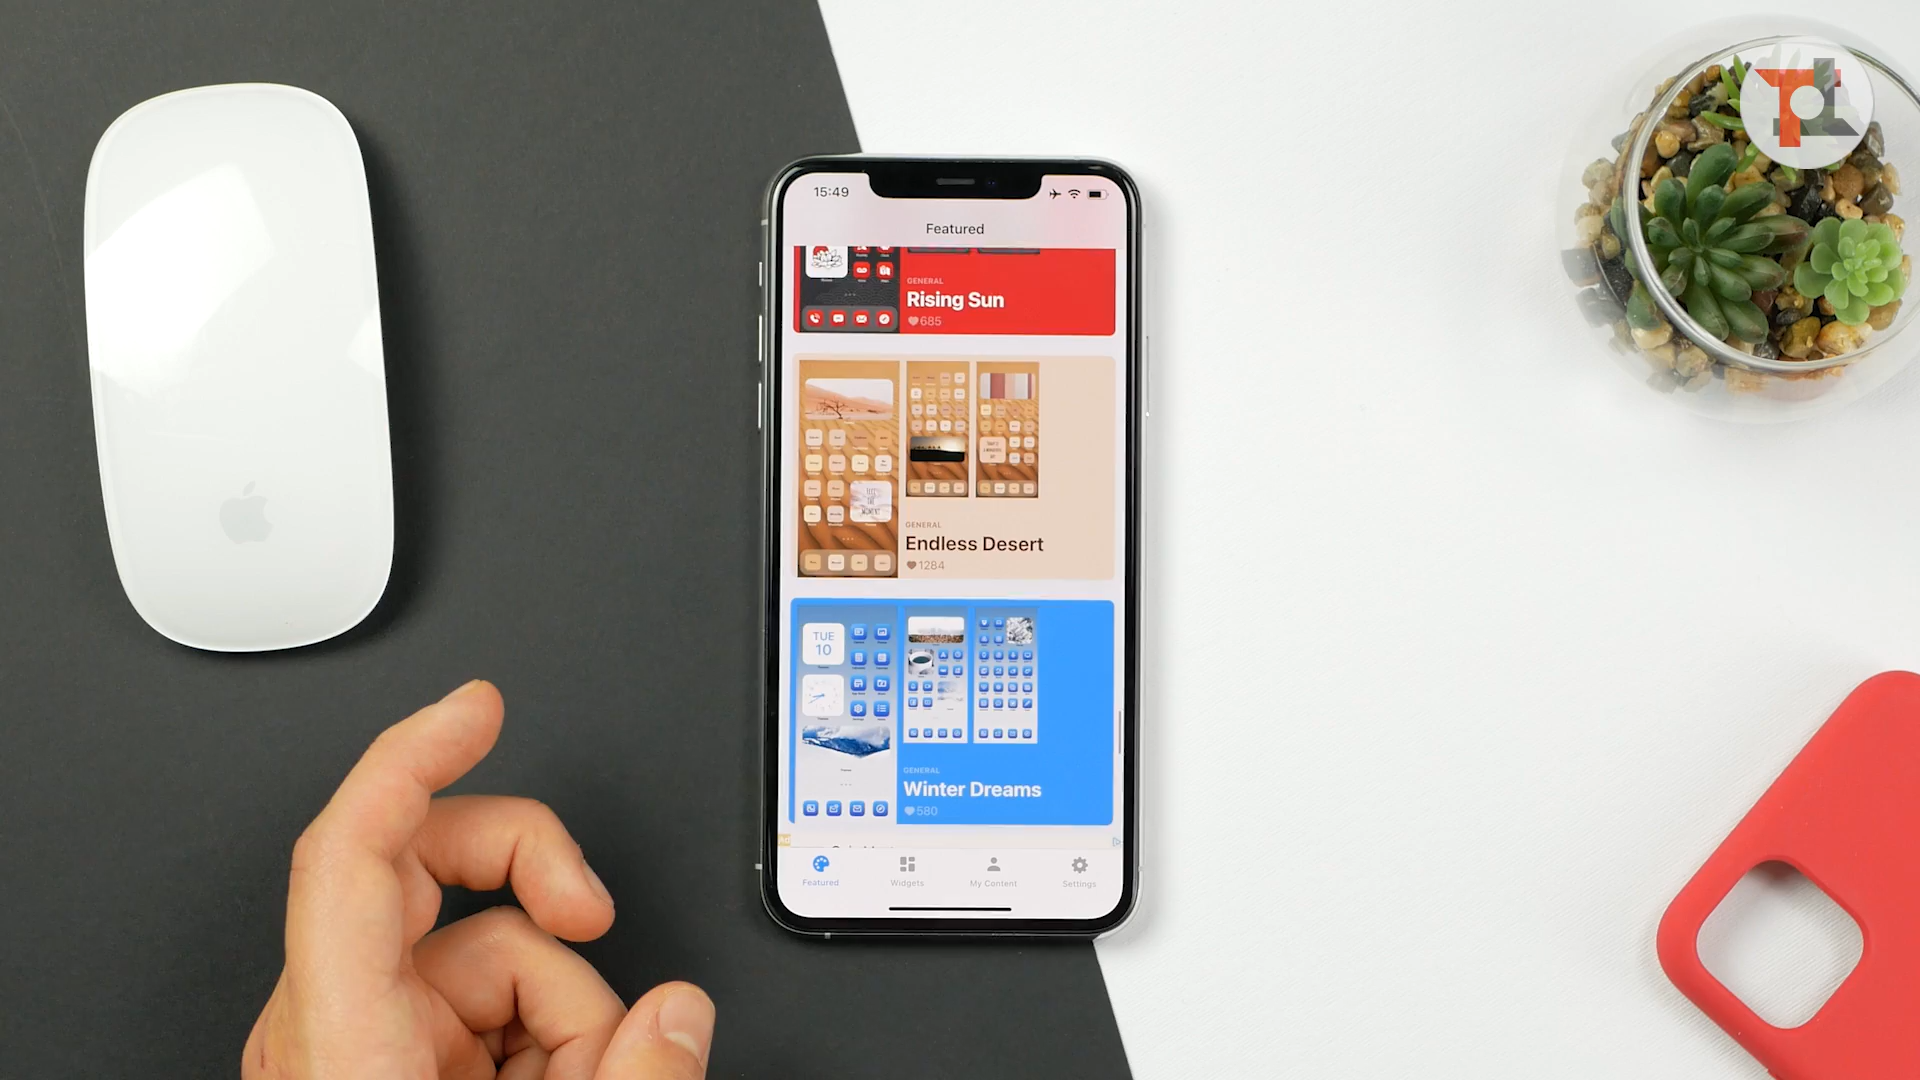 15:49
Featured
GENERAL
Rising Sun
685
GENERAL
Endless Desert
1284
TUE
10
GENERAL
Winter Dreams
580
Featured
Widgets
My Content
Settings